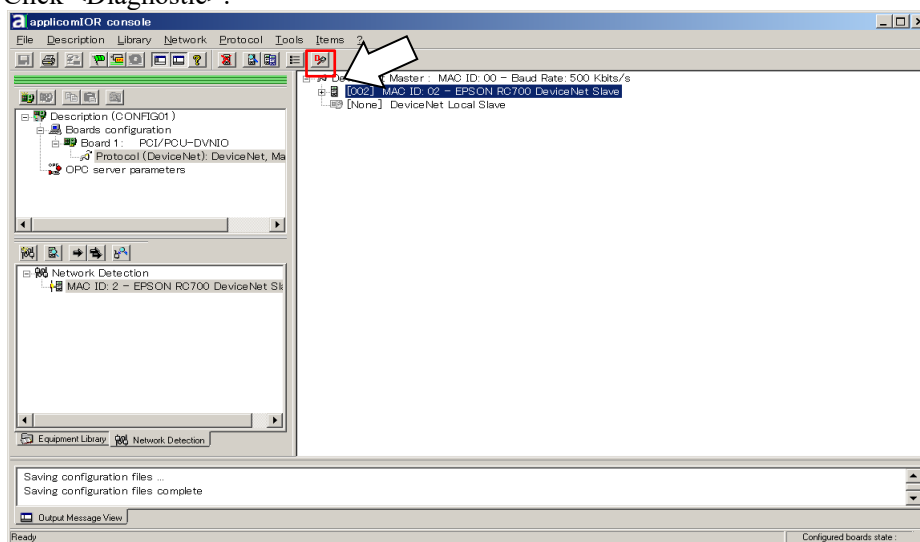 Click <Diagnostic>.
applicomIOR console
File Description Library Network Protocol Tools Items ?
Master : MAC ID: 00 - Baud Rate: 500 Kbits/s
[002] MAC ID: 02 - EPSON RC700 DeviceNet Slave
[None] DeviceNet Local Slave
Description (CONFIG01)
Boards configuration
Board 1 : PCI/PCU-DVNIO
Protocol (DeviceNet): DeviceNet, Ma
OPC server parameters
Network Detection
MAC ID: 2 - EPSON RC700 DeviceNet Sla
Equipment Library Network Detection
Saving configuration files ...
Saving configuration files complete
Output Message View
Ready Configured boards state :